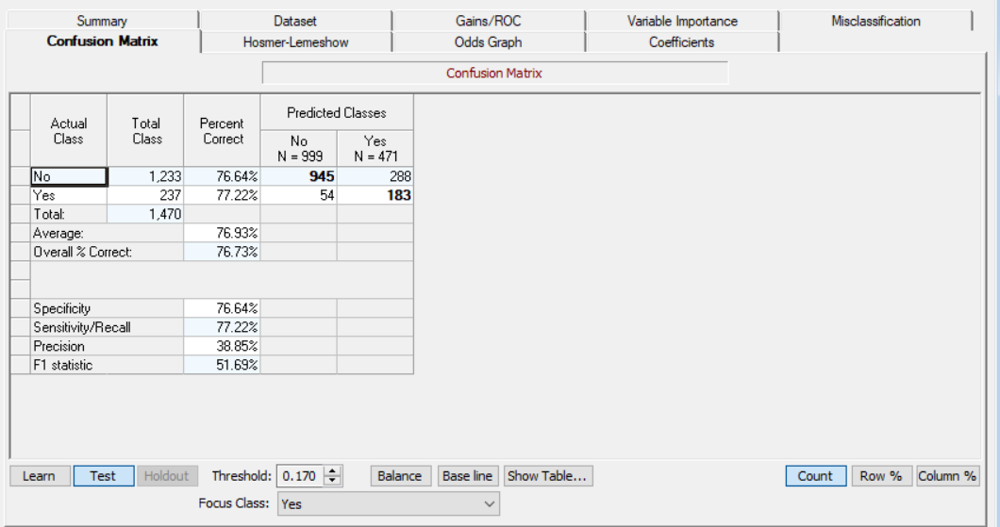 Summary Dataset Gains/ROC Variable Importance Misclassification
Confusion Matrix Hosmer-Lemeshow Odds Graph Coefficients
Confusion Matrix
Actual Class Total Class Percent Correct Predicted Classes
No N = 999 Yes N = 471
No 1,233 76.64% 945 288
Yes 237 77.22% 54 183
Total: 1,470
Average: 76.93%
Overall % Correct: 76.73%
Specificity 76.64%
Sensitivity/Recall 77.22%
Precision 38.85%
F1 statistic 51.69%
Learn Test Holdout Threshold: 0.170 Balance Base line Show Table... Count Row % Column %
Focus Class: Yes